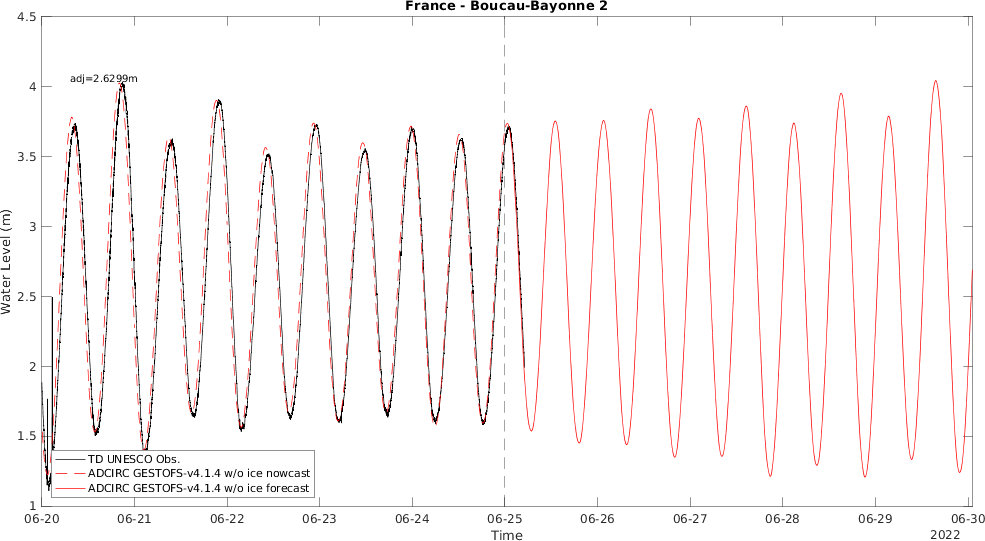 France - Boucau-Bayonne 2
4.5
4
3.5
3
2.5
2
1.5
1
Water Level (m)
adj=2.6299m
TD UNESCO Obs.
ADCIRC GESTOFS-v4.1.4 w/o ice nowcast
ADCIRC GESTOFS-v4.1.4 w/o ice forecast
06-20 06-21 06-22 06-23 06-24 06-25 06-26 06-27 06-28 06-29 06-30
Time
2022